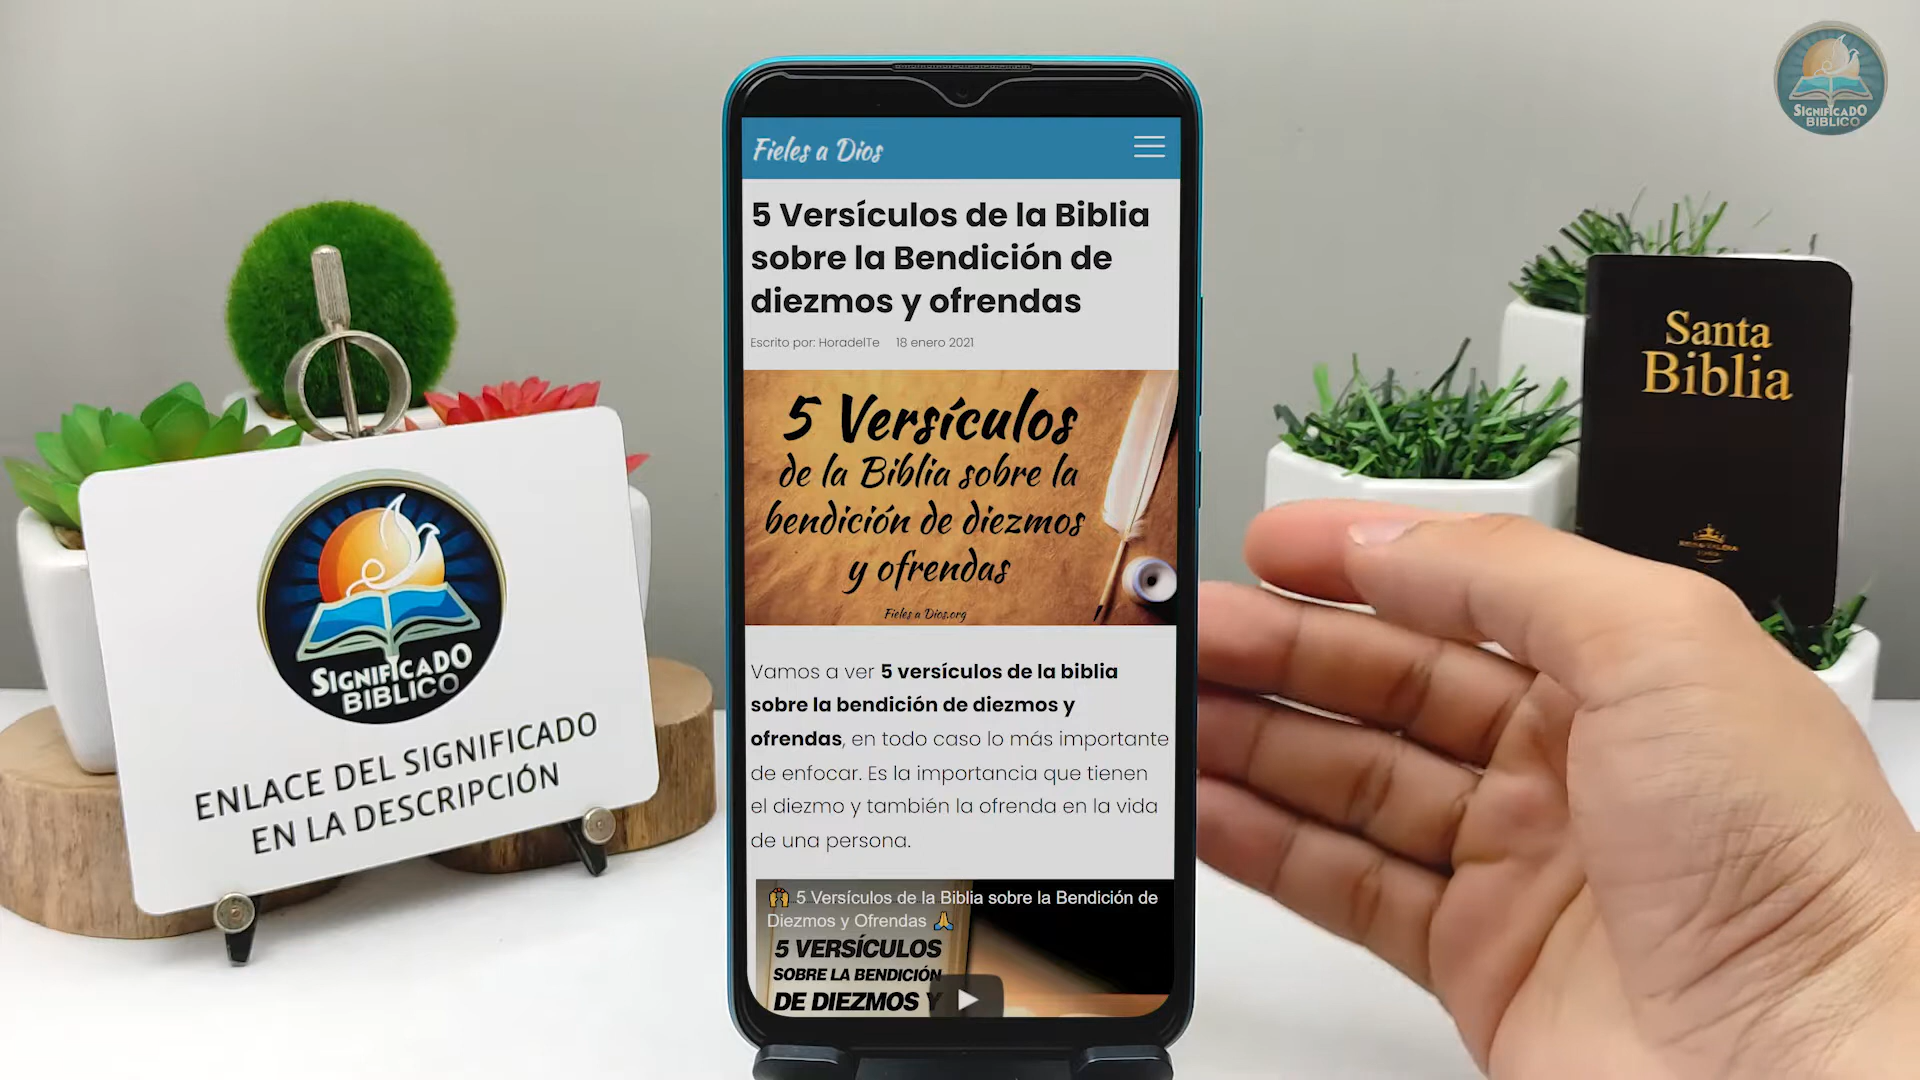 SIGNIFICADO
BIBLICO
Fieles a Dios
5 Versículos de la Biblia
sobre la Bendición de
diezmos y ofrendas
Escrito por: HoradelTe 18 enero 2021
5 Versículos
de la Biblia sobre la
bendición de diezmos
y ofrendas
Fieles a Dios.org
Vamos a ver 5 versículos de la biblia
sobre la bendición de diezmos y
ofrendas, en todo caso lo más importante
de enfocar. Es la importancia que tienen
el diezmo y también la ofrenda en la vida
de una persona.
🙌 5 Versículos de la Biblia sobre la Bendición de
Diezmos y Ofrendas 🙏
5 VERSÍCULOS
SOBRE LA BENDICIÓN
DE DIEZMOS Y
SIGNIFICADO
BIBLICO
ENLACE DEL SIGNIFICADO
EN LA DESCRIPCIÓN
Santa
Biblia